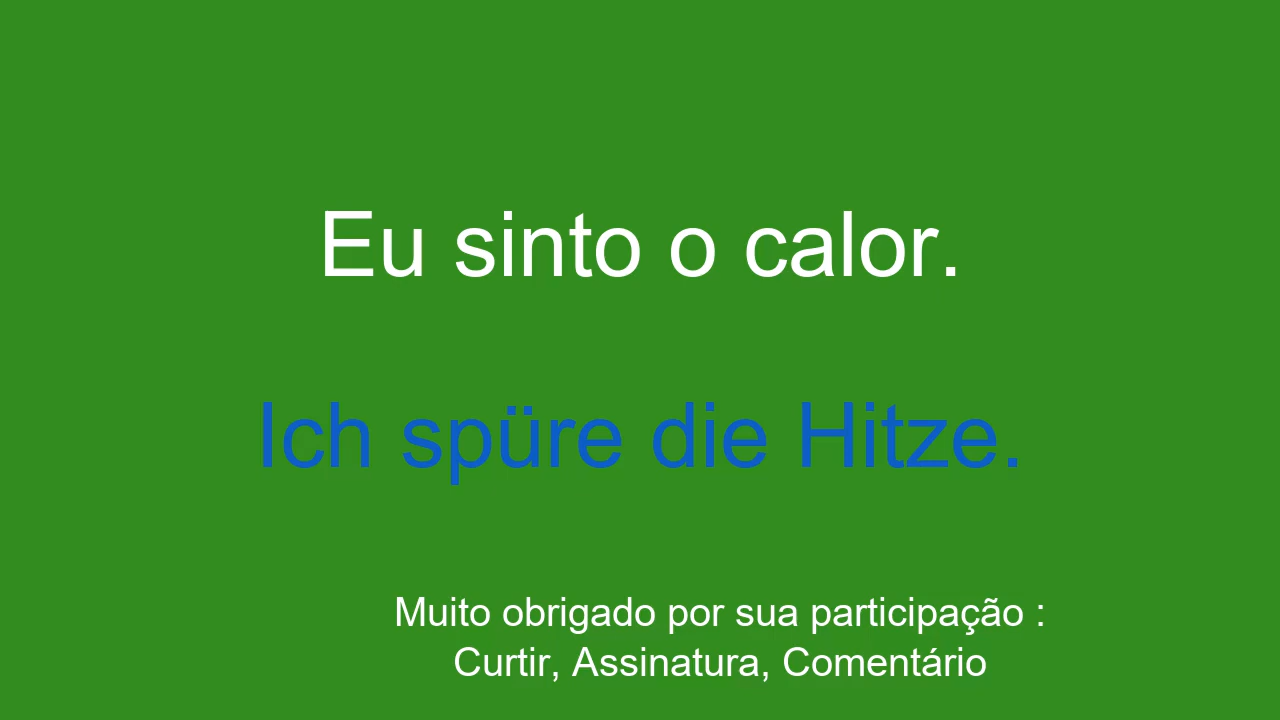 Eu sinto o calor.
Ich spüre die Hitze.
Muito obrigado por sua participação :
Curtir, Assinatura, Comentário